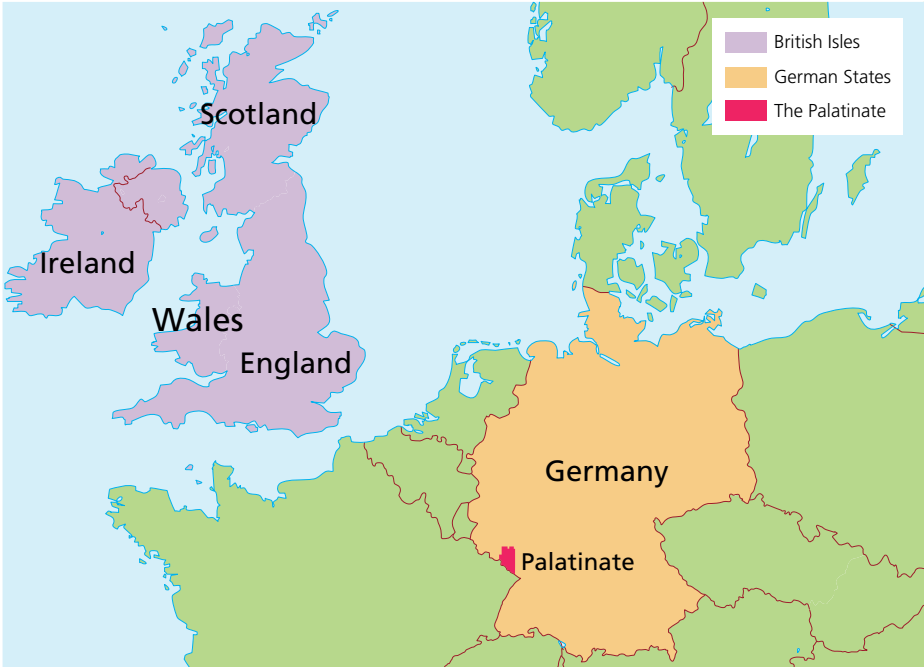 British Isles
German States
The Palatinate
Scotland
Ireland
Wales
England
Germany
Palatinate